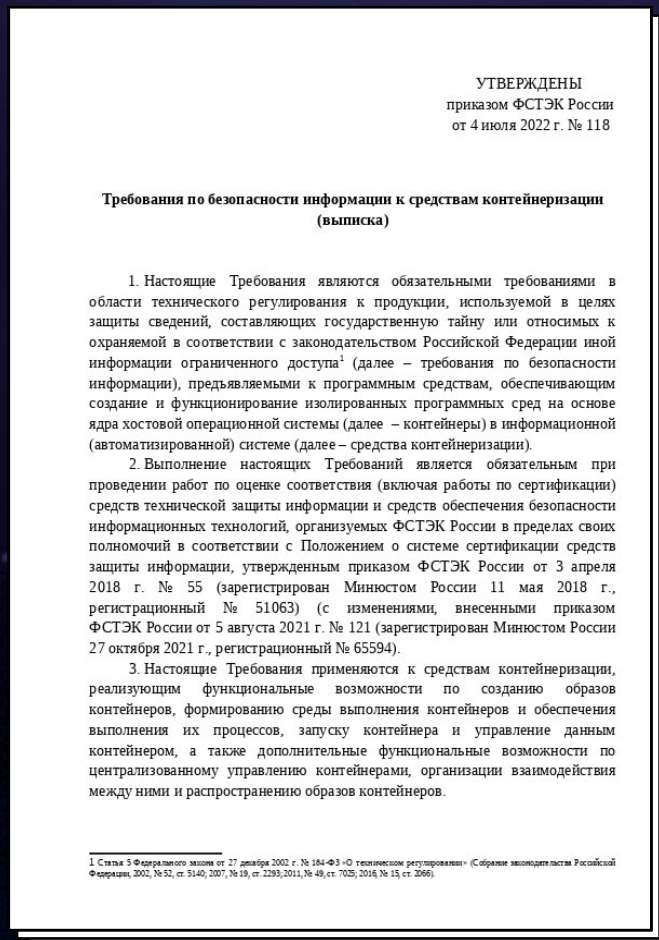 УТВЕРЖДЕНЫ
приказом ФСТЭК России
от 4 июля 2022 г. № 118
Требования по безопасности информации к средствам контейнеризации
(выписка)
1. Настоящие Требования являются обязательными требованиями в
области технического регулирования к продукции, используемой в целях
защиты сведений, составляющих государственную тайну или относимых к
охраняемой в соответствии с законодательством Российской Федерации иной
информации ограниченного доступа¹ (далее – требования по безопасности
информации), предъявляемыми к программным средствам, обеспечивающим
создание и функционирование изолированных программных сред на основе
ядра хостовой операционной системы (далее – контейнеры) в информационной
(автоматизированной) системе (далее – средства контейнеризации).
2. Выполнение настоящих Требований является обязательным при
проведении работ по оценке соответствия (включая работы по сертификации)
средств технической защиты информации и средств обеспечения безопасности
информационных технологий, организуемых ФСТЭК России в пределах своих
полномочий в соответствии с Положением о системе сертификации средств
защиты информации, утвержденным приказом ФСТЭК России от 3 апреля
2018 г. № 55 (зарегистрирован Минюстом России 11 мая 2018 г.,
регистрационный № 51063) (с изменениями, внесенными приказом
ФСТЭК России от 5 августа 2021 г. № 121 (зарегистрирован Минюстом России
27 октября 2021 г., регистрационный № 65594).
3. Настоящие Требования применяются к средствам контейнеризации,
реализующим функциональные возможности по созданию образов
контейнеров, формированию среды выполнения контейнеров и обеспечения
выполнения их процессов, запуску контейнера и управление данным
контейнером, а также дополнительные функциональные возможности по
централизованному управлению контейнерами, организации взаимодействия
между ними и распространению образов контейнеров.
1 Статья 5 Федерального закона от 27 декабря 2002 г. № 184-ФЗ «О техническом регулировании» (Собрание законодательства Российской
Федерации, 2002, № 52, ст. 5140; 2007, № 19, ст. 2293; 2011, № 49, ст. 7025; 2016, № 15, ст. 2066).